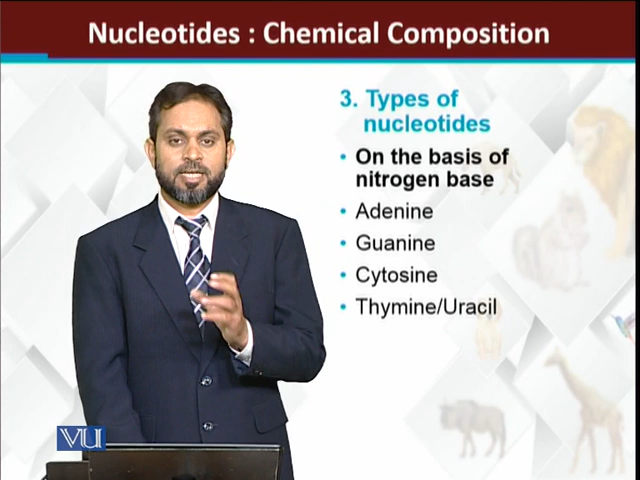 Nucleotides : Chemical Composition
3. Types of
nucleotides
• On the basis of
nitrogen base
• Adenine
• Guanine
• Cytosine
• Thymine/Uracil
VU